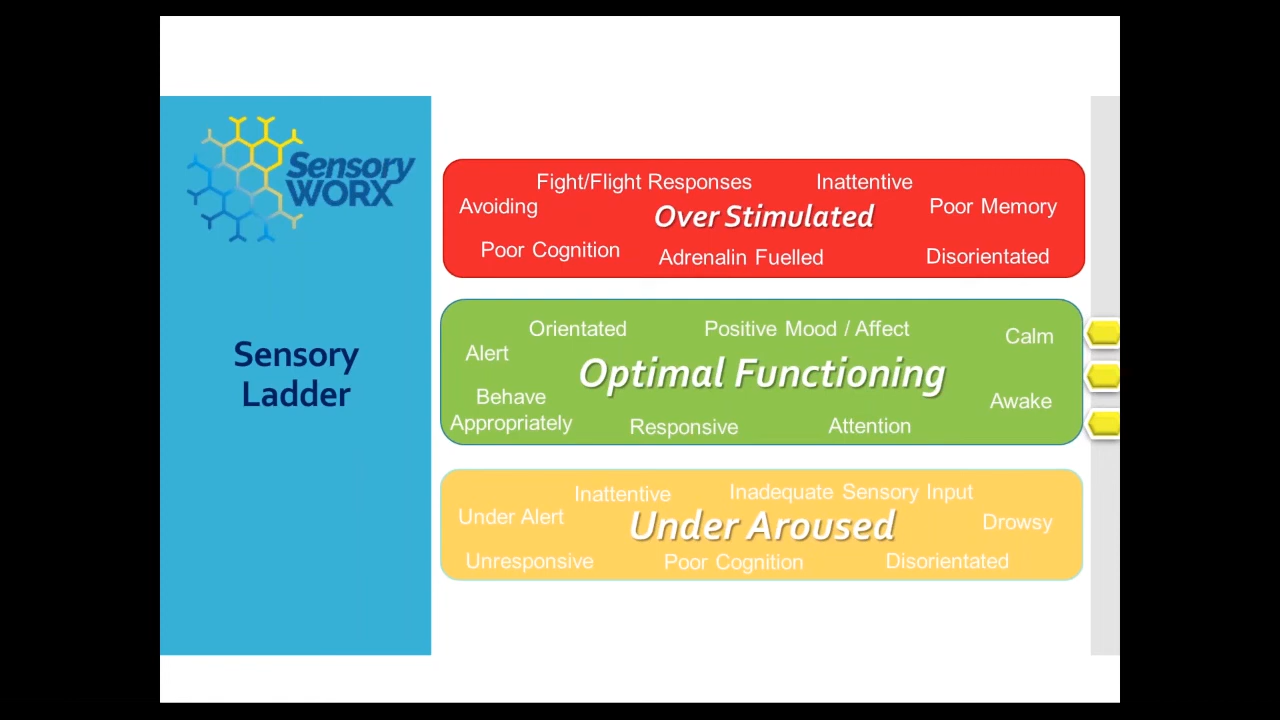 Sensory
WORX
Sensory
Ladder
Fight/Flight Responses Inattentive
Avoiding Over Stimulated Poor Memory
Poor Cognition Adrenalin Fuelled Disorientated
Orientated Positive Mood / Affect Calm
Alert Optimal Functioning
Behave Awake
Appropriately Responsive Attention
Inattentive Inadequate Sensory Input
Under Alert Under Aroused Drowsy
Unresponsive Poor Cognition Disorientated